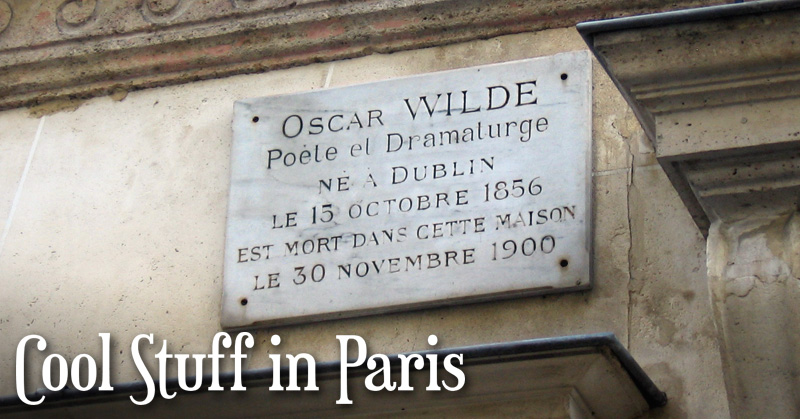 OSCAR WILDE
Poète et Dramaturge
NÉ À DUBLIN
LE 15 OCTOBRE 1856
EST MORT DANS CETTE MAISON
LE 30 NOVEMBRE 1900
Cool Stuff in Paris